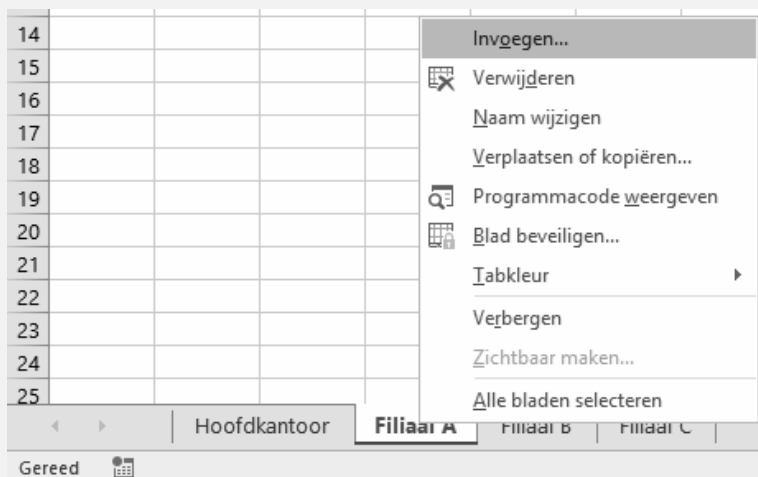 14
15
16
17
18
19
20
21
22
23
24
25
Invoegen...
Verwijderen
Naam wijzigen
Verplaatsen of kopiëren...
Programmacode weergeven
Blad beveiligen...
Tabkleur
Verbergen
Zichtbaar maken...
Alle bladen selecteren
Hoofdkantoor Filiaal A Filiaal B Filiaal C
Gereed